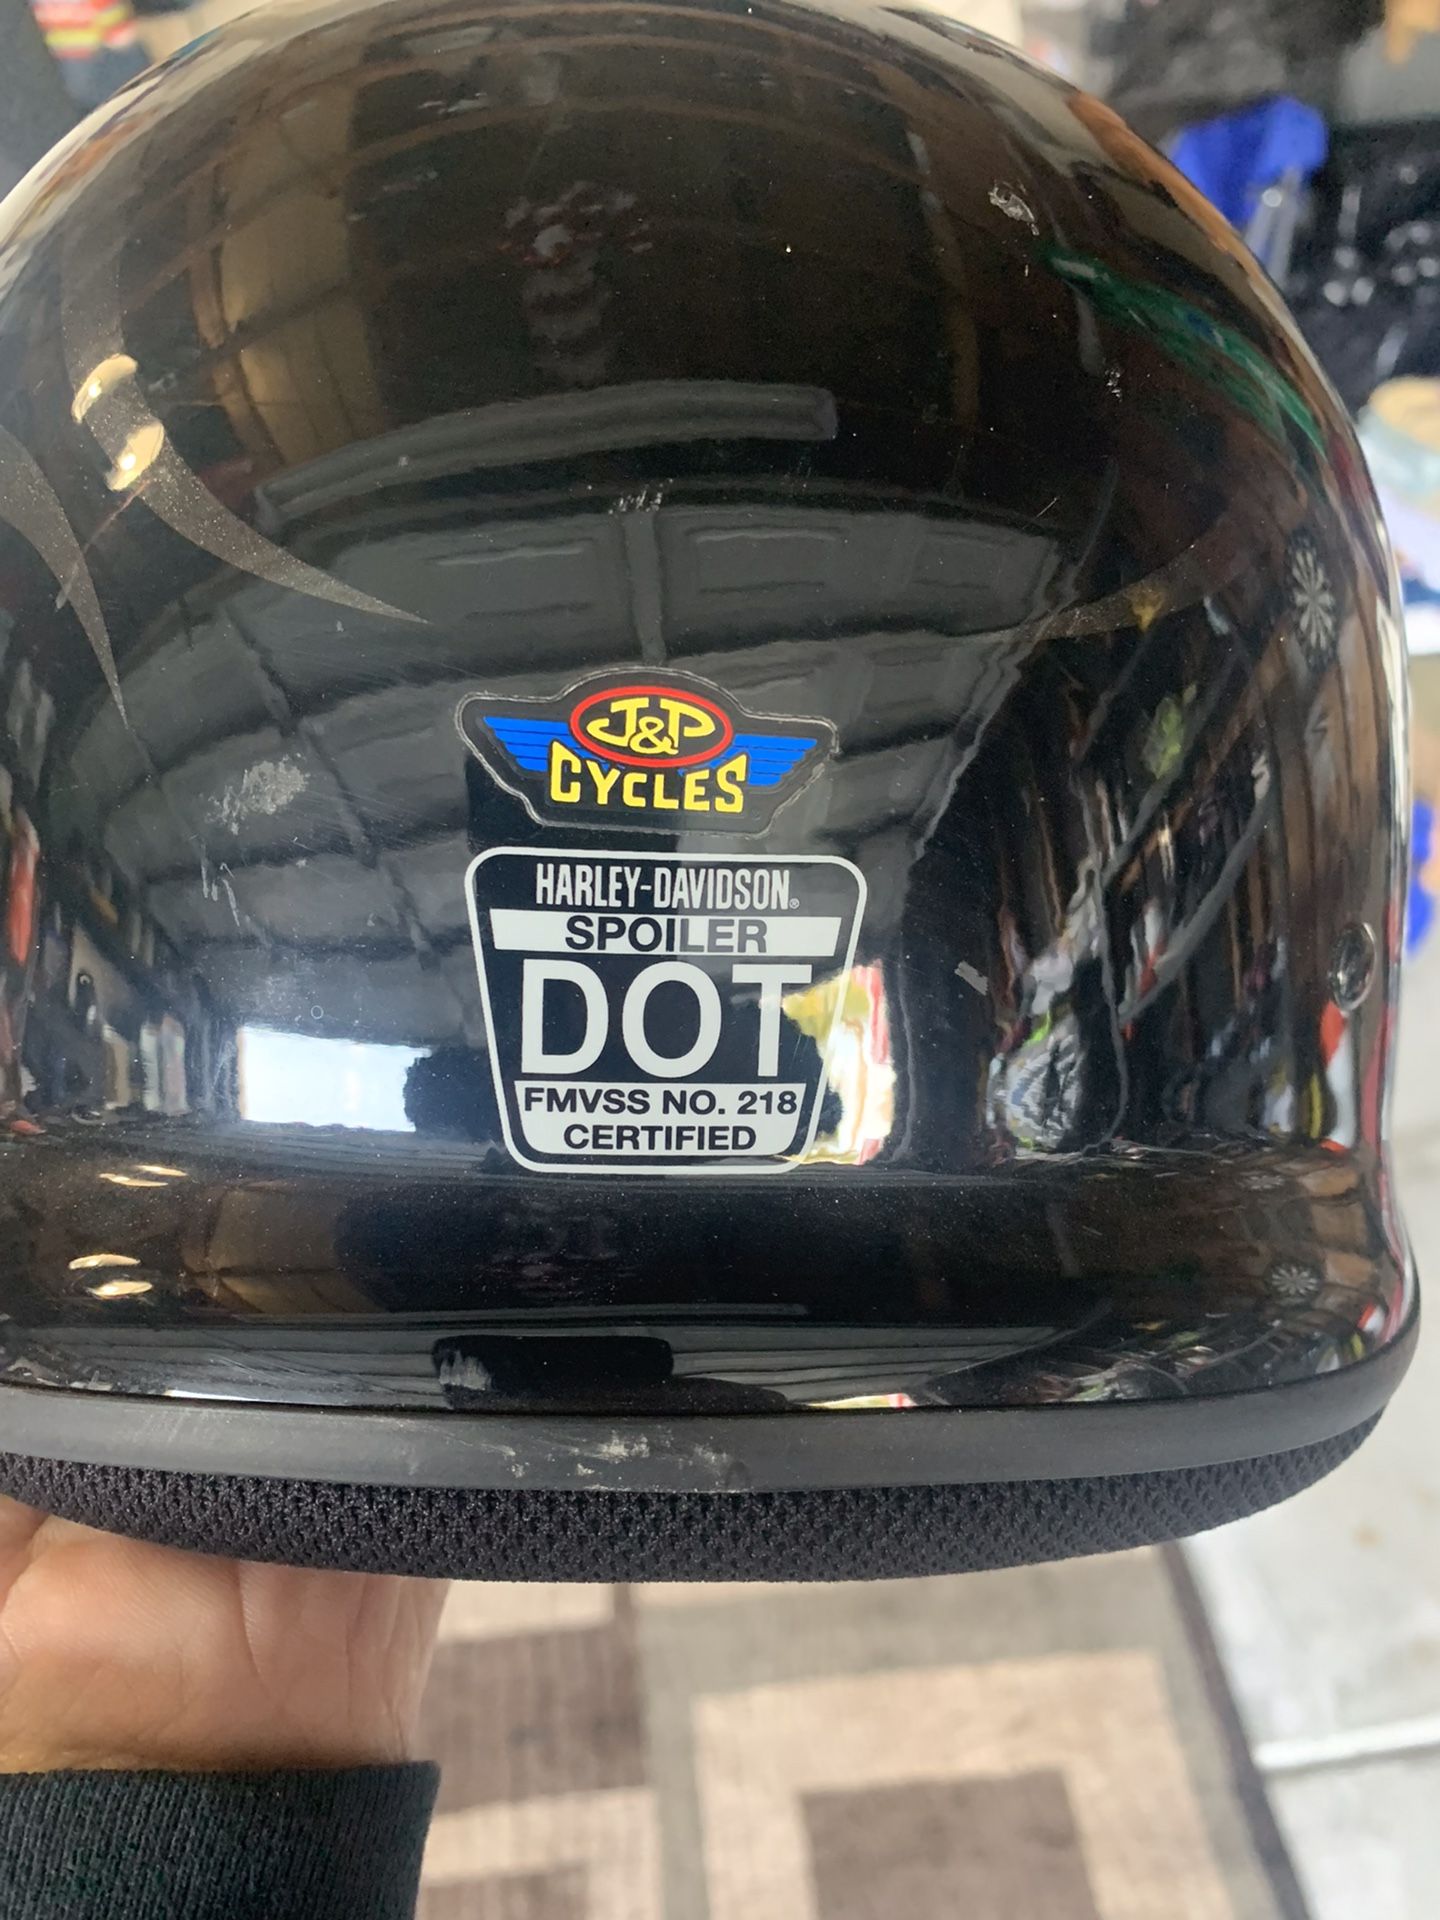 J&P
CYCLES
HARLEY-DAVIDSON®
SPOILER
DOT
FMVSS NO. 218
CERTIFIED